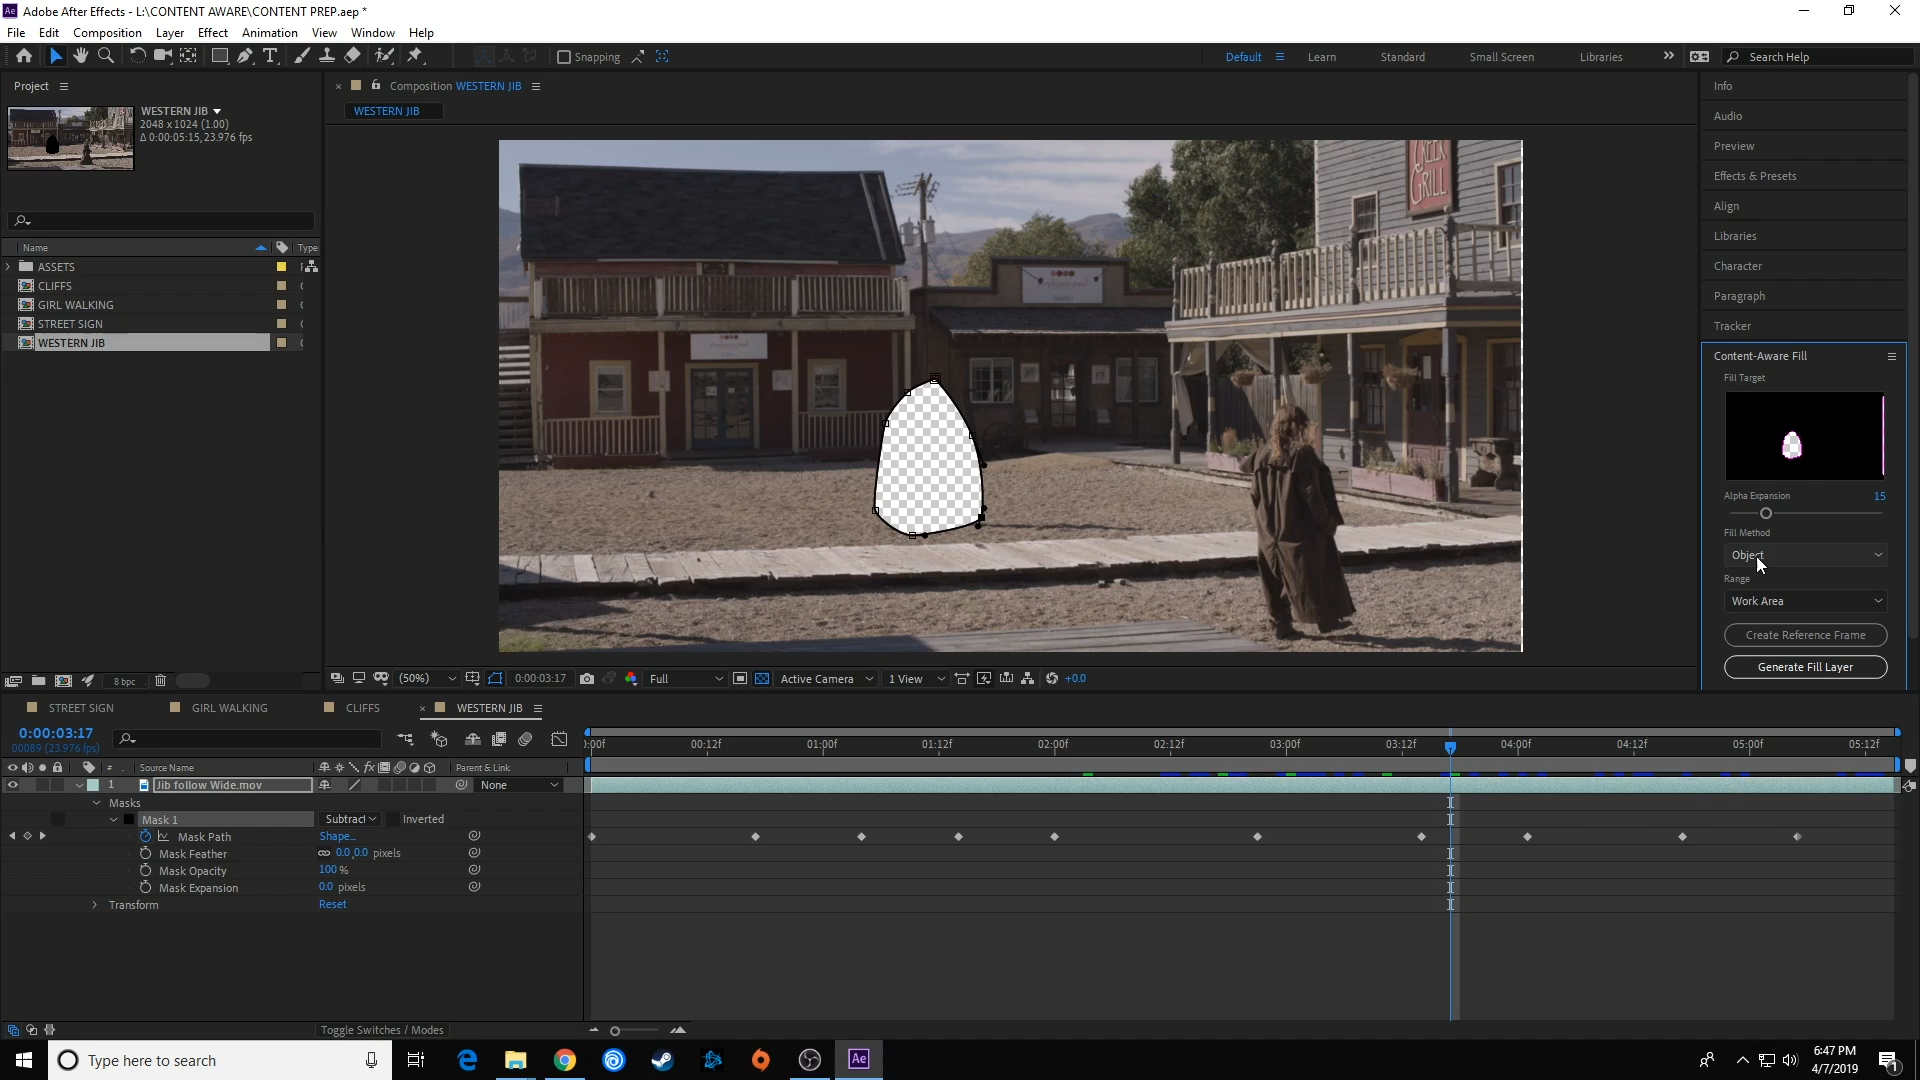 Adobe After Effects - L:\CONTENT AWARE\CONTENT PREP.aep *
File Edit Composition Layer Effect Animation View Window Help
Snapping
Default Learn Standard Small Screen Libraries Search Help
Project
Composition WESTERN JIB
WESTERN JIB
WESTERN JIB
2048 x 1024 (1.00)
Δ 0:00:05:15, 23.976 fps
Name Type
ASSETS
CLIFFS
GIRL WALKING
STREET SIGN
WESTERN JIB
8 bpc
CREEK
GRILL
Info
Audio
Preview
Effects & Presets
Align
Libraries
Character
Paragraph
Tracker
Content-Aware Fill
Fill Target
Alpha Expansion 15
Fill Method
Object
Range
Work Area
Create Reference Frame
Generate Fill Layer
(50%) 0:00:03:17 Full Active Camera 1 View +0.0
STREET SIGN GIRL WALKING CLIFFS WESTERN JIB
0:00:03:17
00089 (23.976 fps)
):00f 00:12f 01:00f 01:12f 02:00f 02:12f 03:00f 03:12f 04:00f 04:12f 05:00f 05:12f
# . Source Name fx Parent & Link
1 Jib follow Wide.mov None
Masks
Mask 1 Subtract Inverted
Mask Path Shape...
Mask Feather 0.0,0.0 pixels
Mask Opacity 100 %
Mask Expansion 0.0 pixels
Transform Reset
Toggle Switches / Modes
Type here to search
Ae
6:47 PM
4/7/2019
1